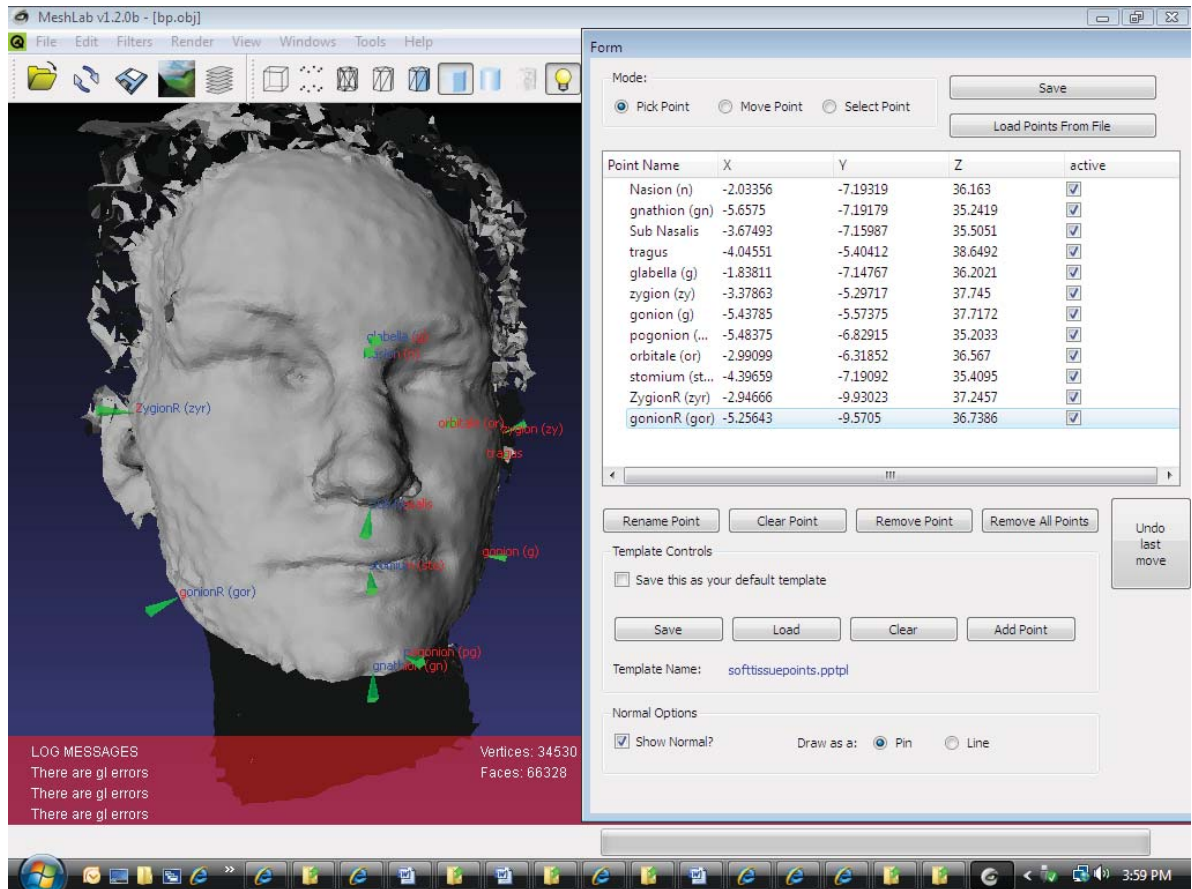 MeshLab v1.2.0b - [bp.obj]
File Edit Filters Render View Windows Tools Help
glabella (g)
ZygionR (zyr)
orbitale (or)
zygion (zy)
tragus
gonion (g)
gonionR (gor)
pogonion (pg)
gnathion (gn)
LOG MESSAGES
There are gl errors
There are gl errors
There are gl errors
Vertices: 34530
Faces: 66328
Form
Mode:
Pick Point Move Point Select Point
Save
Load Points From File
Point Name X Y Z active
Nasion (n) -2.03356 -7.19319 36.163
gnathion (gn) -5.6575 -7.19179 35.2419
Sub Nasalis -3.67493 -7.15987 35.5051
tragus -4.04551 -5.40412 38.6492
glabella (g) -1.83811 -7.14767 36.2021
zygion (zy) -3.37863 -5.29717 37.745
gonion (g) -5.43785 -5.57375 37.7172
pogonion (... -5.48375 -6.82915 35.2033
orbitale (or) -2.99099 -6.31852 36.567
stomium (st... -4.39659 -7.19092 35.4095
ZygionR (zyr) -2.94666 -9.93023 37.2457
gonionR (gor) -5.25643 -9.5705 36.7386
Rename Point Clear Point Remove Point Remove All Points
Undo
last
move
Template Controls
Save this as your default template
Save Load Clear Add Point
Template Name: softtissuepoints.pptpl
Normal Options
Show Normal? Draw as a: Pin Line
3:59 PM